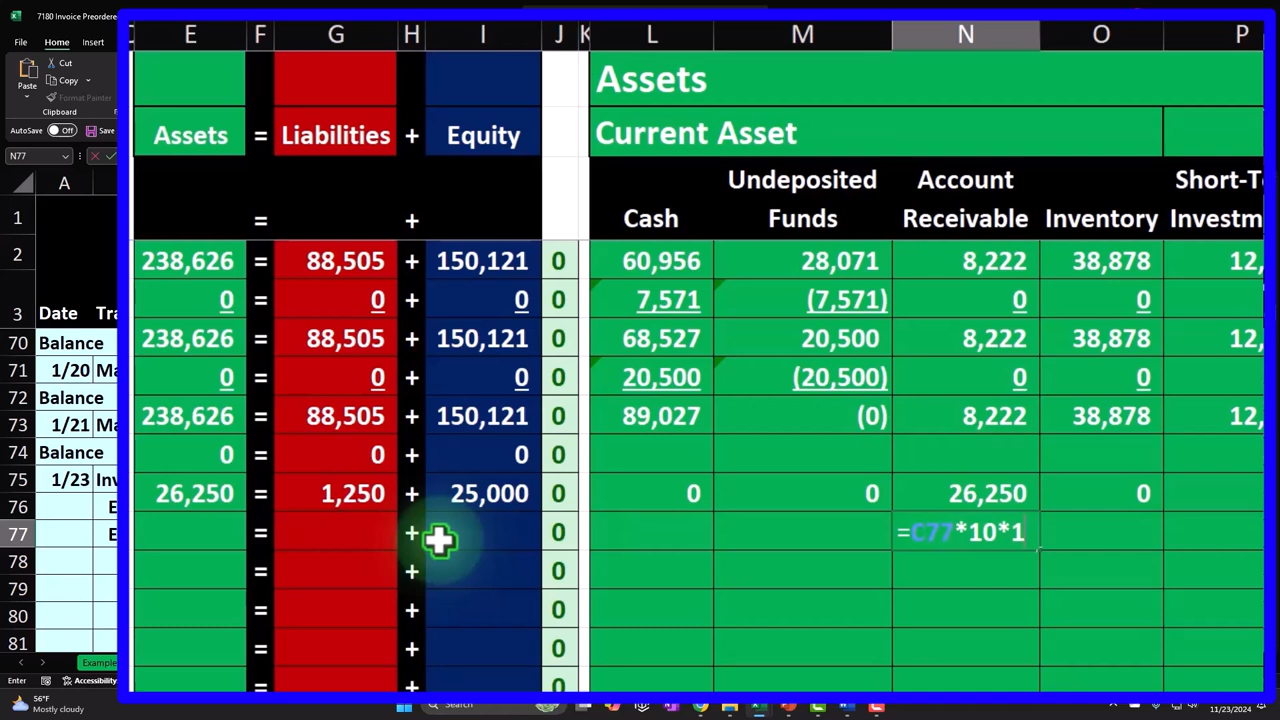 7180 Invoice Preordere
File Home Insert
Paste
Cut
Copy
Format Painter
Clipboard
AutoSave Off
N77
E F G H I J K L M N O P
A
Assets
Assets = Liabilities + Equity
Current Asset
Undeposited Account Short-T
= + Cash Funds Receivable Inventory Investm
1
2 238,626 = 88,505 + 150,121 0 60,956 28,071 8,222 38,878 12,
0 = 0 + 0 0 7,571 (7,571) 0 0
3 Date Tra
70 Balance 238,626 = 88,505 + 150,121 0 68,527 20,500 8,222 38,878 12,
71 1/20 Ma 0 = 0 + 0 0 20,500 (20,500) 0 0
72 Balance
73 1/21 Ma 238,626 = 88,505 + 150,121 0 89,027 (0) 8,222 38,878 12,
74 Balance 0 = 0 + 0 0
75 1/23 Inv 26,250 = 1,250 + 25,000 0 0 0 26,250 0
76 E
77 E = + 0 =C77*10*1
78 = + 0
79 = + 0
80 = + 0
81 = + 0
Example
Enter Accessibility:
56°F
Mostly cloudy
Search
11/23/2024